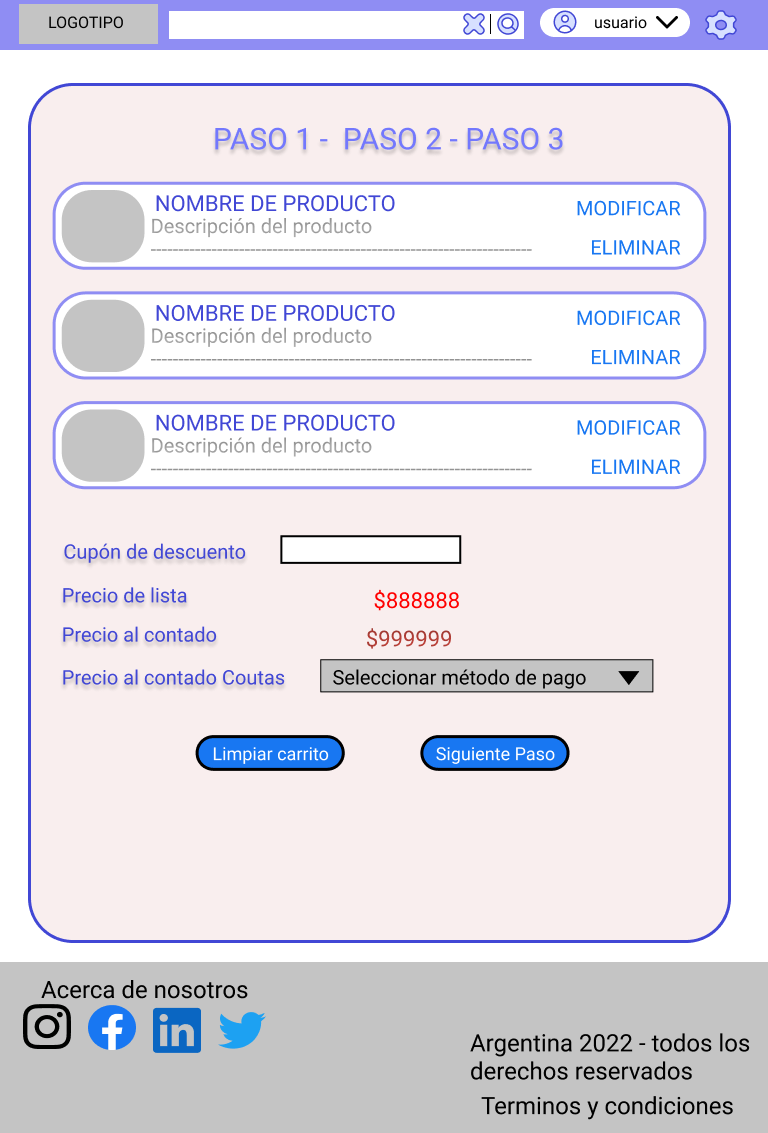 LOGOTIPO
usuario
PASO 1 -  PASO 2 - PASO 3
NOMBRE DE PRODUCTO
MODIFICAR
Descripción del producto
ELIMINAR
---------------------------------------------------------------------
NOMBRE DE PRODUCTO
MODIFICAR
Descripción del producto
ELIMINAR
---------------------------------------------------------------------
NOMBRE DE PRODUCTO
MODIFICAR
Descripción del producto
ELIMINAR
---------------------------------------------------------------------
Cupón de descuento
Precio de lista
$888888
Precio al contado
$999999
Precio al contado Coutas
Seleccionar método de pago
Limpiar carrito
Siguiente Paso
Acerca de nosotros
Argentina 2022 - todos los
derechos reservados
Terminos y condiciones